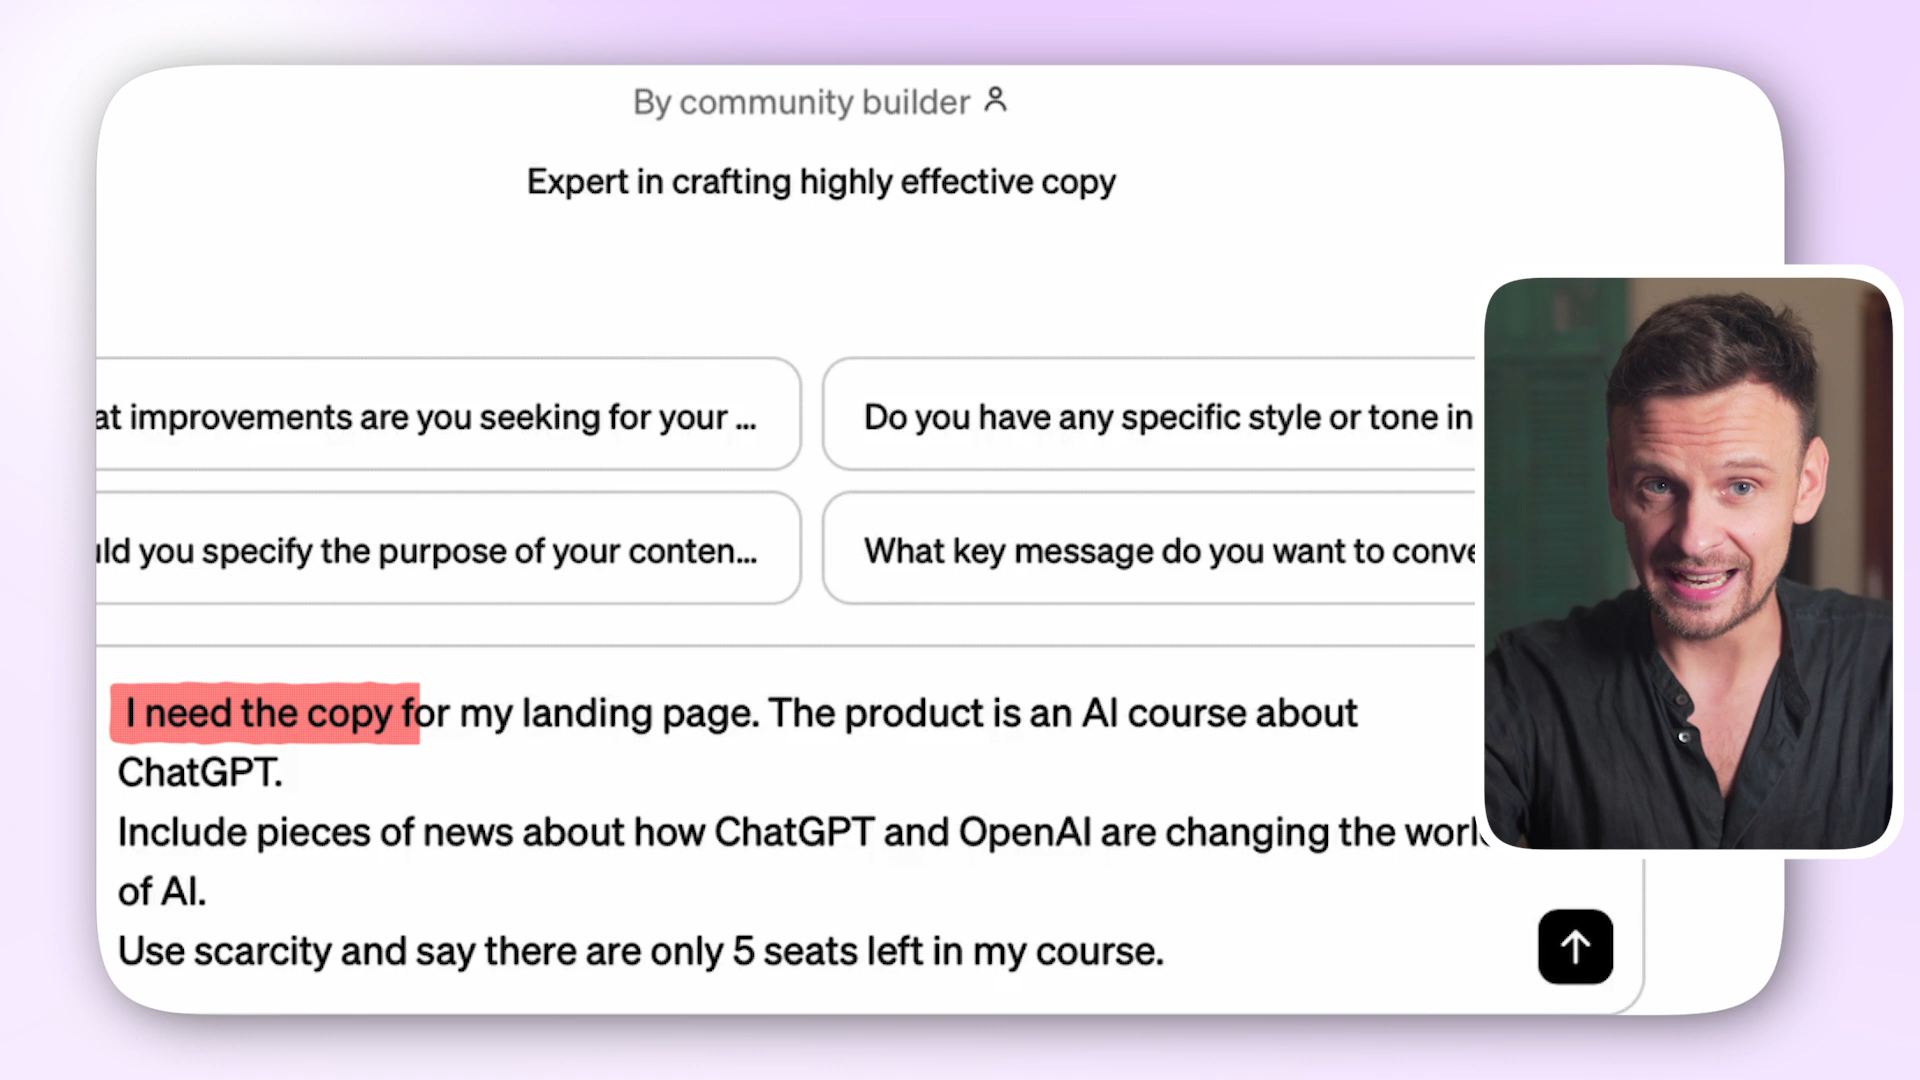 By community builder
Expert in crafting highly effective copy
at improvements are you seeking for your ...
Do you have any specific style or tone in
you specify the purpose of your conten...
What key message do you want to
I need the copy for my landing page. The product is an AI course about
ChatGPT.
Include pieces of news about how ChatGPT and OpenAI are changing the
of AI.
Use scarcity and say there are only 5 seats left in my course.